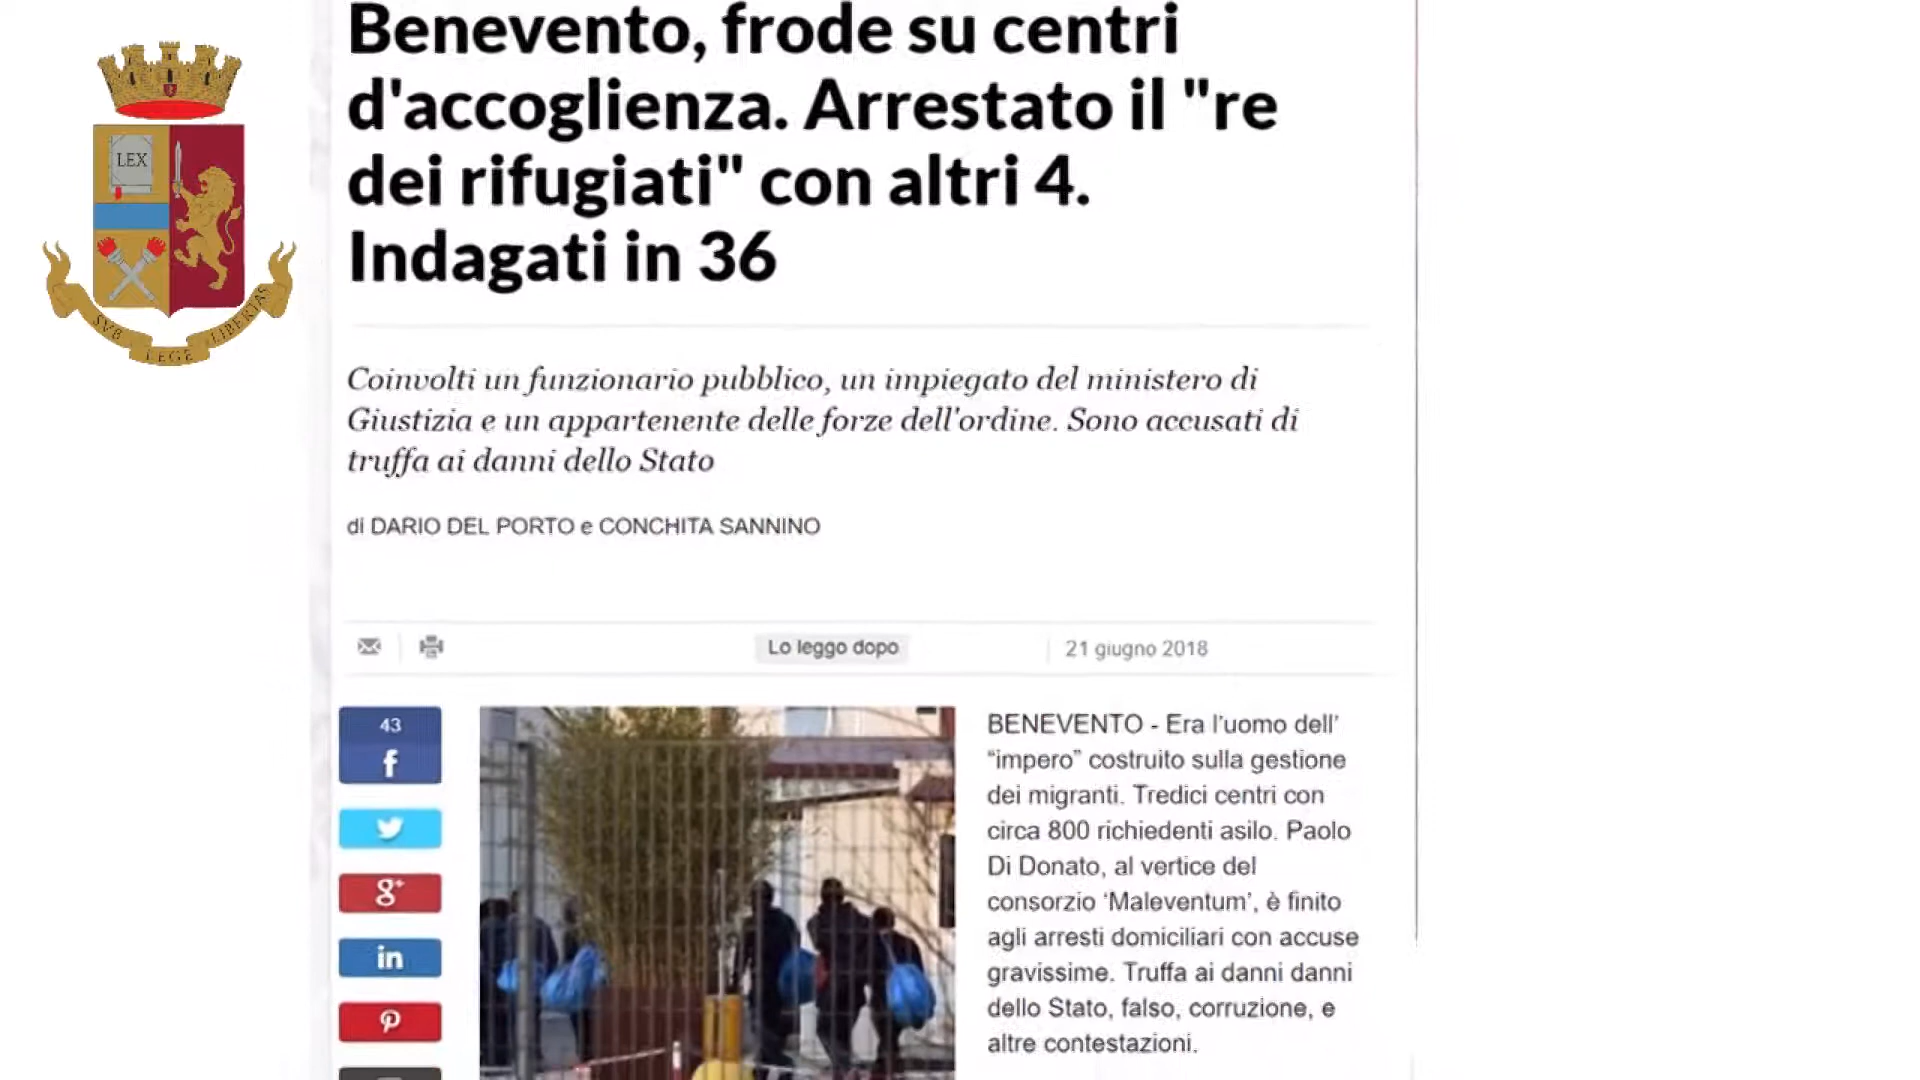 Benevento, frode su centri
d'accoglienza. Arrestato il "re
dei rifugiati" con altri 4.
Indagati in 36
LEX
SVB LEGE LIBERTAS
Coinvolti un funzionario pubblico, un impiegato del ministero di
Giustizia e un appartenente delle forze dell'ordine. Sono accusati di
truffa ai danni dello Stato
di DARIO DEL PORTO e CONCHITA SANNINO
Lo leggo dopo
21 giugno 2018
43
f
g+
in
BENEVENTO - Era l'uomo dell'
“impero” costruito sulla gestione
dei migranti. Tredici centri con
circa 800 richiedenti asilo. Paolo
Di Donato, al vertice del
consorzio ‘Maleventum’, è finito
agli arresti domiciliari con accuse
gravissime. Truffa ai danni danni
dello Stato, falso, corruzione, e
altre contestazioni.